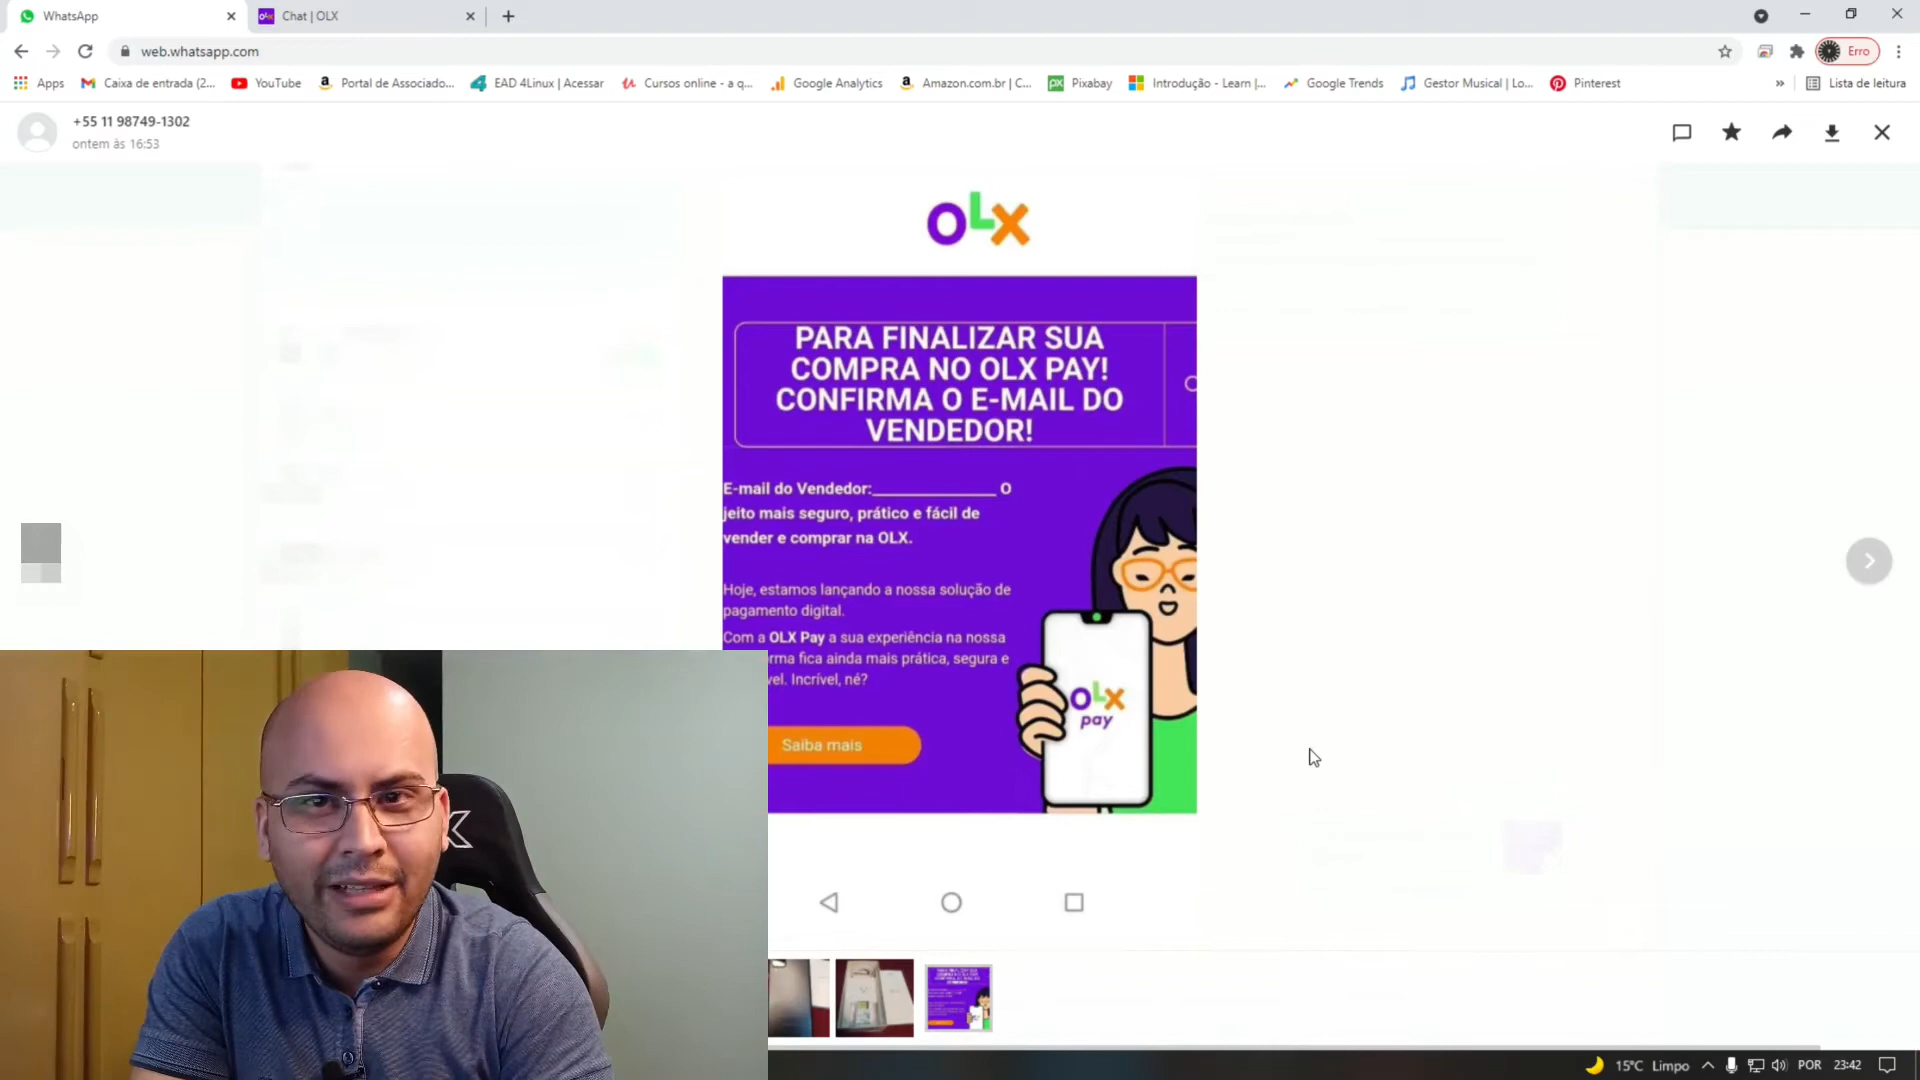 WhatsApp
Chat | OLX
web.whatsapp.com
Erro
Apps
Caixa de entrada (2...
YouTube
Portal de Associado...
EAD 4Linux | Acessar
Cursos online - a q...
Google Analytics
Amazon.com.br | C...
Pixabay
Introdução - Learn |...
Google Trends
Gestor Musical | Lo...
Pinterest
»
Lista de leitura
+55 11 98749-1302
ontem às 16:53
OLX
PARA FINALIZAR SUA
COMPRA NO OLX PAY!
CONFIRMA O E-MAIL DO
VENDEDOR!
E-mail do Vendedor:_______________ O
jeito mais seguro, prático e fácil de
vender e comprar na OLX.
Hoje, estamos lançando a nossa solução de
pagamento digital.
Com a OLX Pay a sua experiência na nossa
orma fica ainda mais prática, segura e
vel. Incrível, né?
Saiba mais
OLX
pay
15°C Limpo
POR
23:42